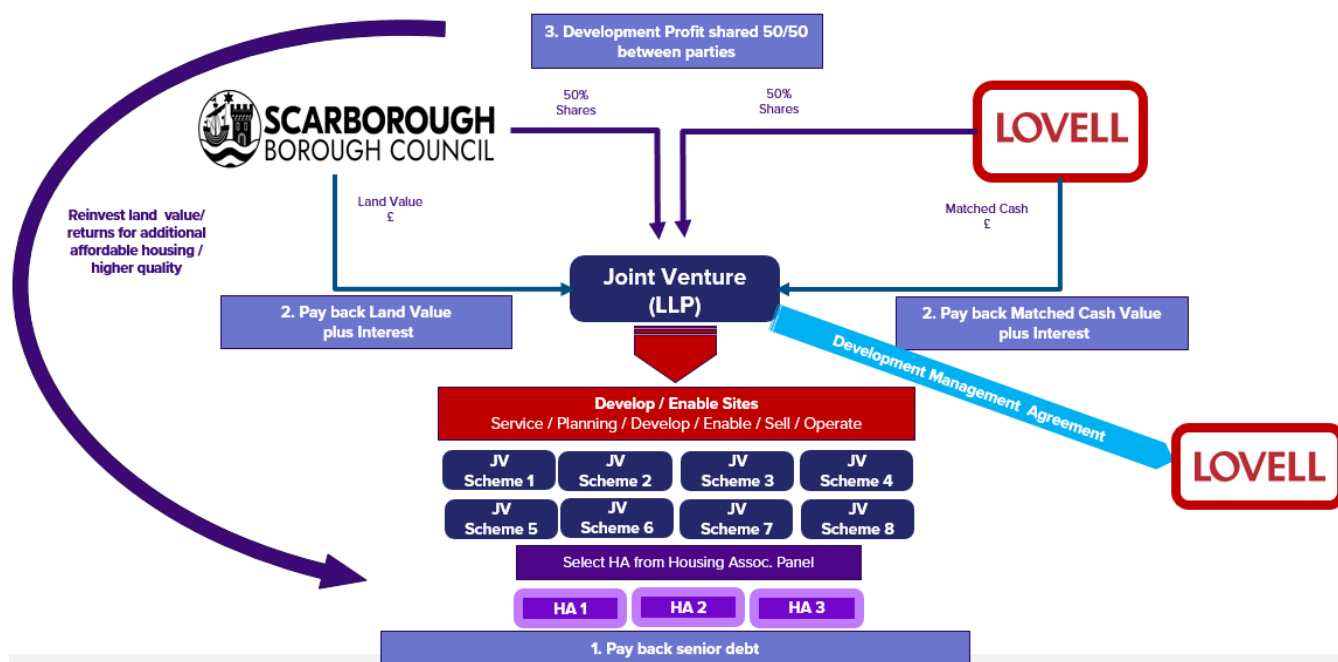 3. Development Profit shared 50/50
between parties
50%
Shares
50%
Shares
SCARBOROUGH
BOROUGH COUNCIL
LOVELL
Land Value
£
Matched Cash
£
Reinvest land value/
returns for additional
affordable housing /
higher quality
Joint Venture
(LLP)
2. Pay back Land Value
plus Interest
2. Pay back Matched Cash Value
plus Interest
Development Management Agreement
Develop / Enable Sites
Service / Planning / Develop / Enable / Sell / Operate
LOVELL
JV
Scheme 1
JV
Scheme 2
JV
Scheme 3
JV
Scheme 4
JV
Scheme 5
JV
Scheme 6
JV
Scheme 7
JV
Scheme 8
Select HA from Housing Assoc. Panel
HA 1
HA 2
HA 3
1. Pay back senior debt